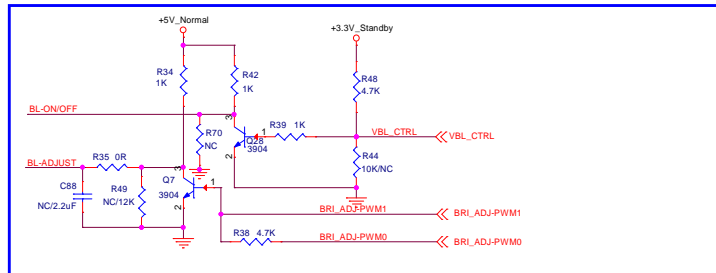 +5V_Normal
+3.3V_Standby
R34
1K
R42
1K
R48
4.7K
BL-ON/OFF
3
R70
NC
1
R39 1K
VBL_CTRL
VBL_CTRL
Q28
3904
2
R44
10K/NC
BL-ADJUST
R35 0R
3
Q7
3904
1
2
C88
NC/2.2uF
R49
NC/12K
BRI_ADJ-PWM1
BRI_ADJ-PWM1
R38 4.7K
BRI_ADJ-PWM0
BRI_ADJ-PWM0